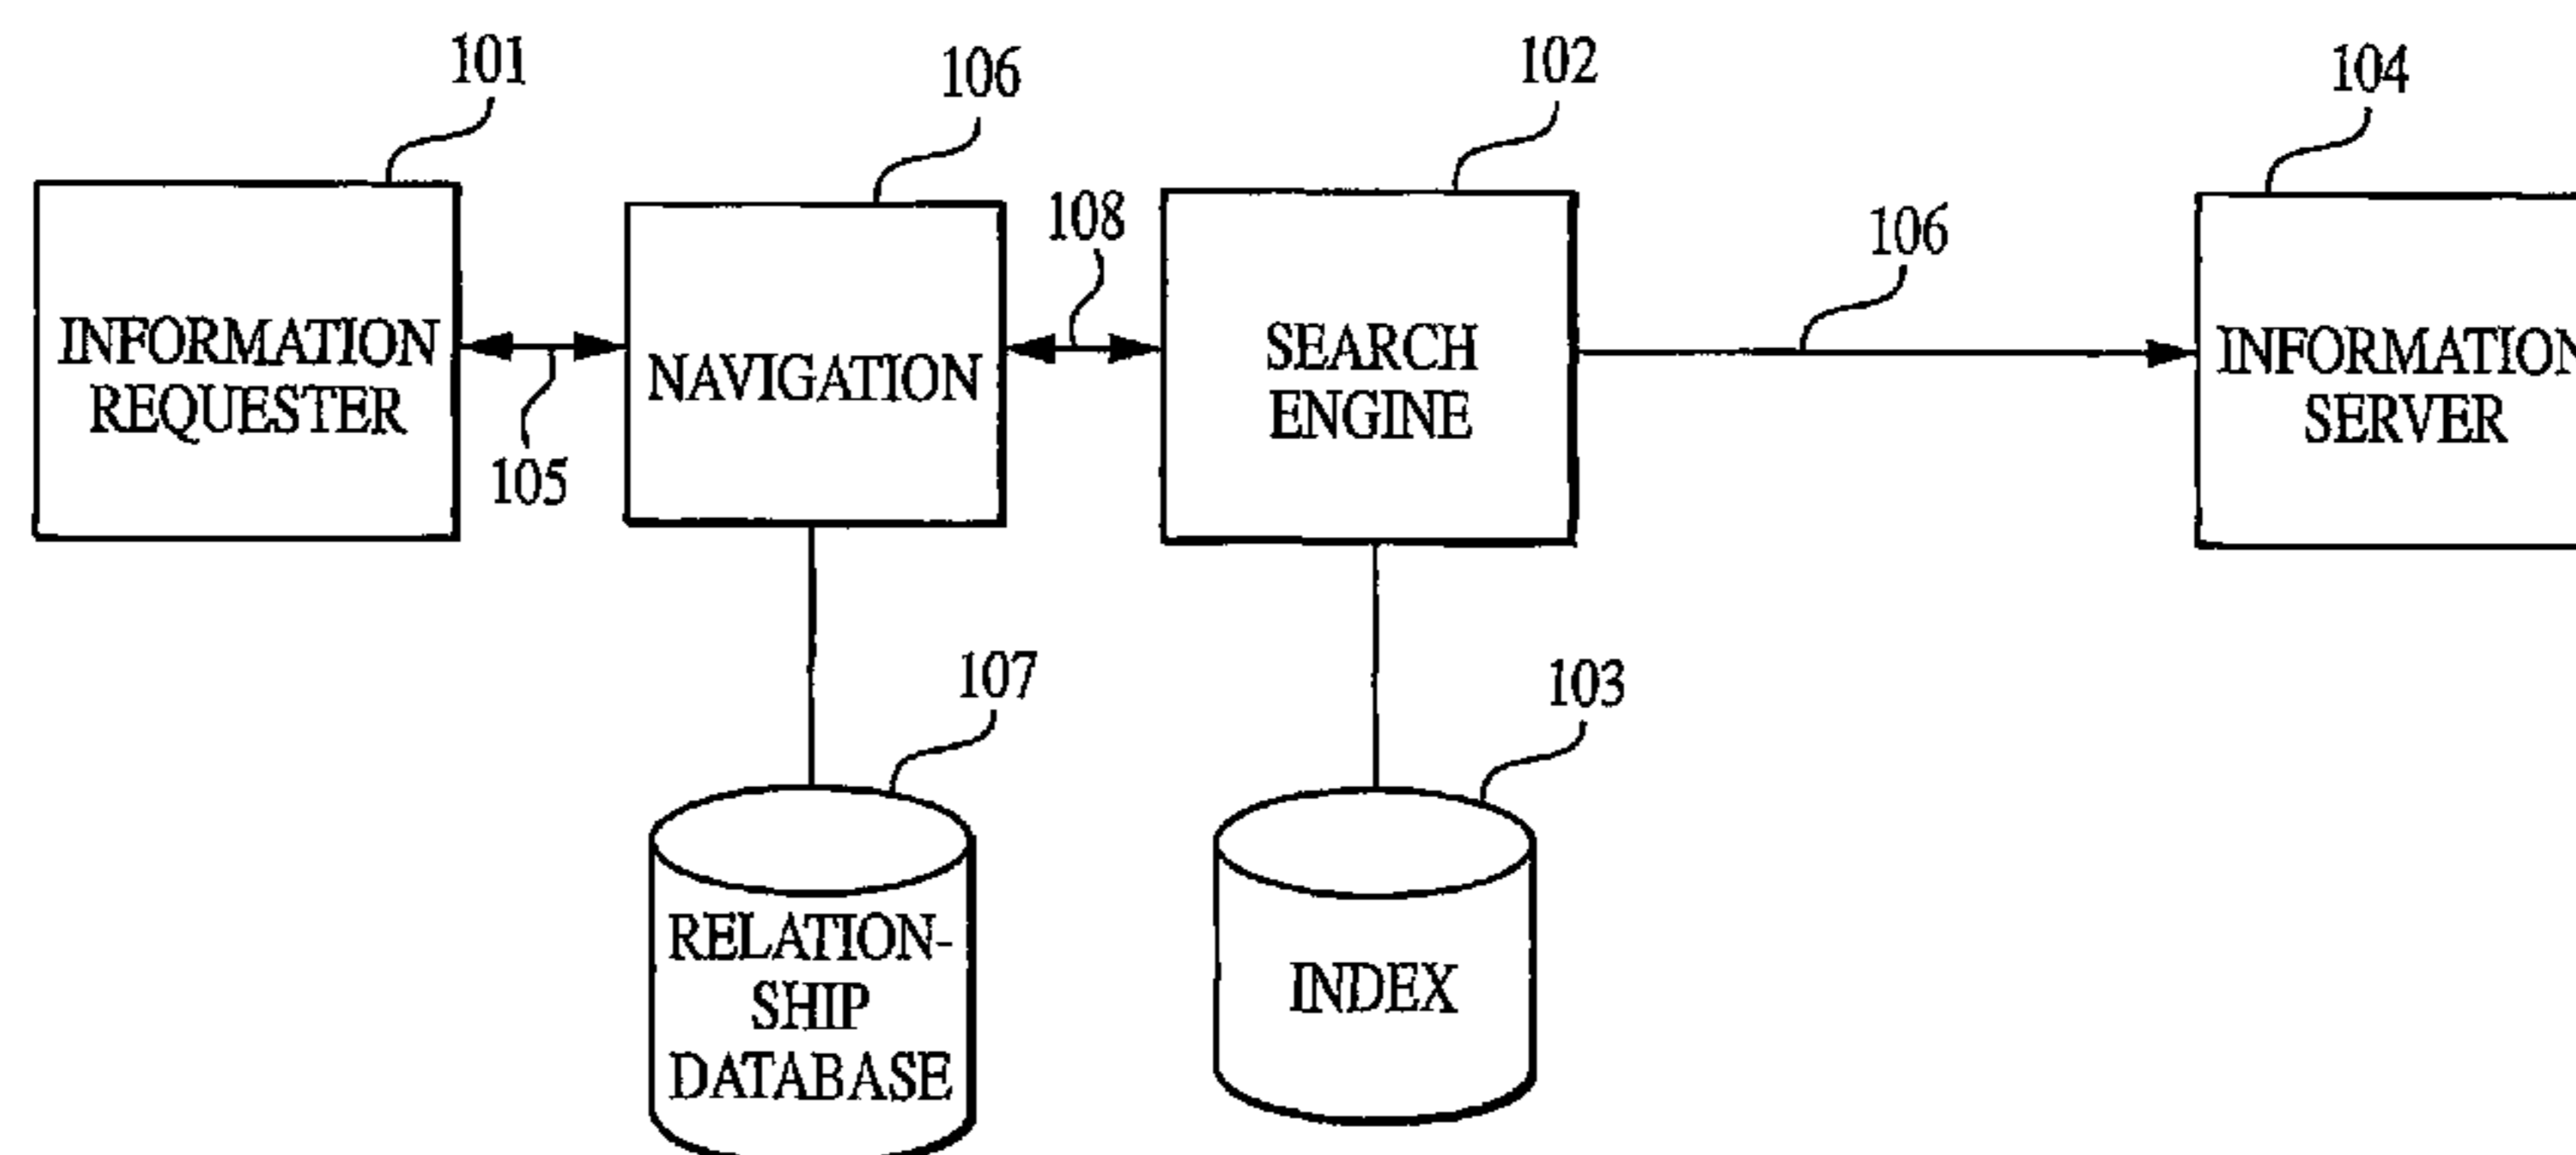 101
106
102
104
108
106
INFORMATION
REQUESTER
NAVIGATION
SEARCH
ENGINE
INFORMATION
SERVER
105
107
103
RELATION-
SHIP
DATABASE
INDEX